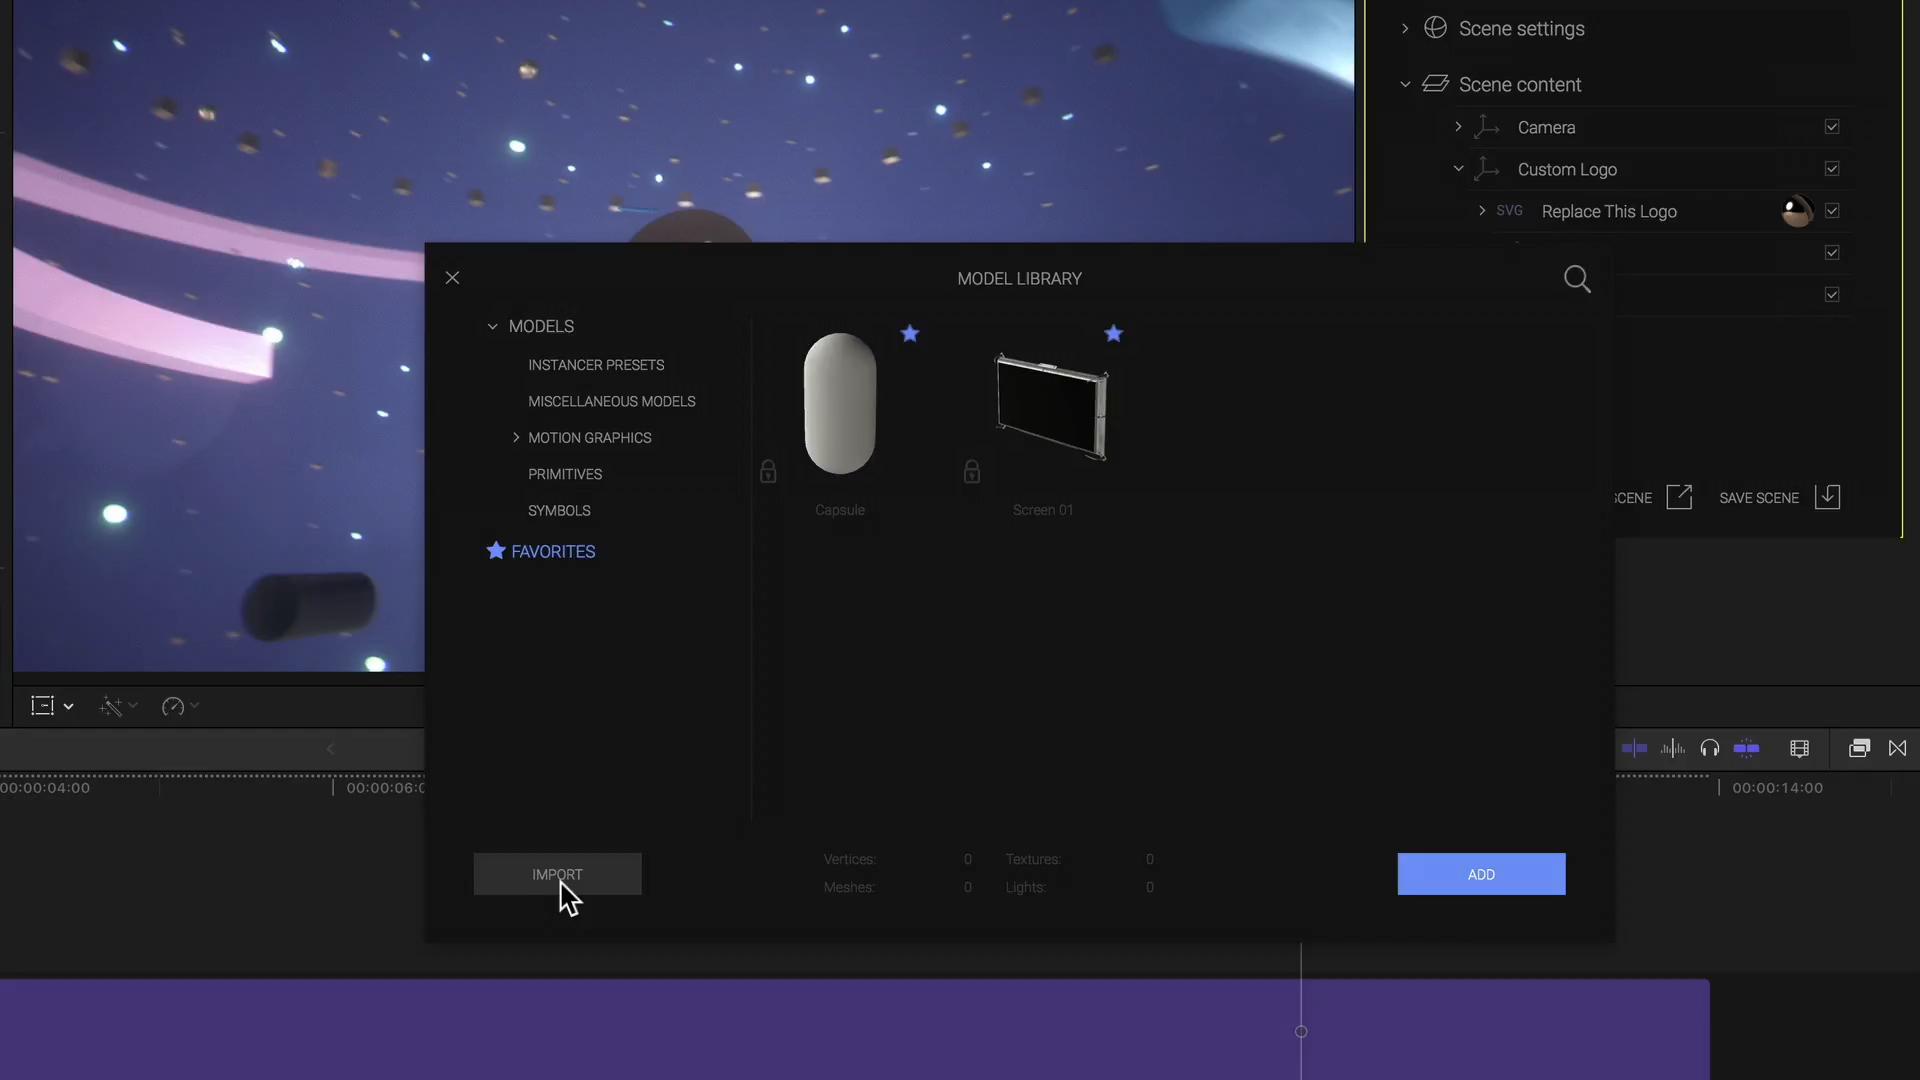 Scene settings
Scene content
Camera
Custom Logo
SVG Replace This Logo
MODEL LIBRARY
MODELS
INSTANCER PRESETS
MISCELLANEOUS MODELS
MOTION GRAPHICS
PRIMITIVES
SYMBOLS
FAVORITES
Capsule
Screen 01
SCENE
SAVE SCENE
00:00:04:00
00:00:06:0
00:00:14:00
Vertices: 0 Textures: 0
Meshes: 0 Lights: 0
IMPORT
ADD